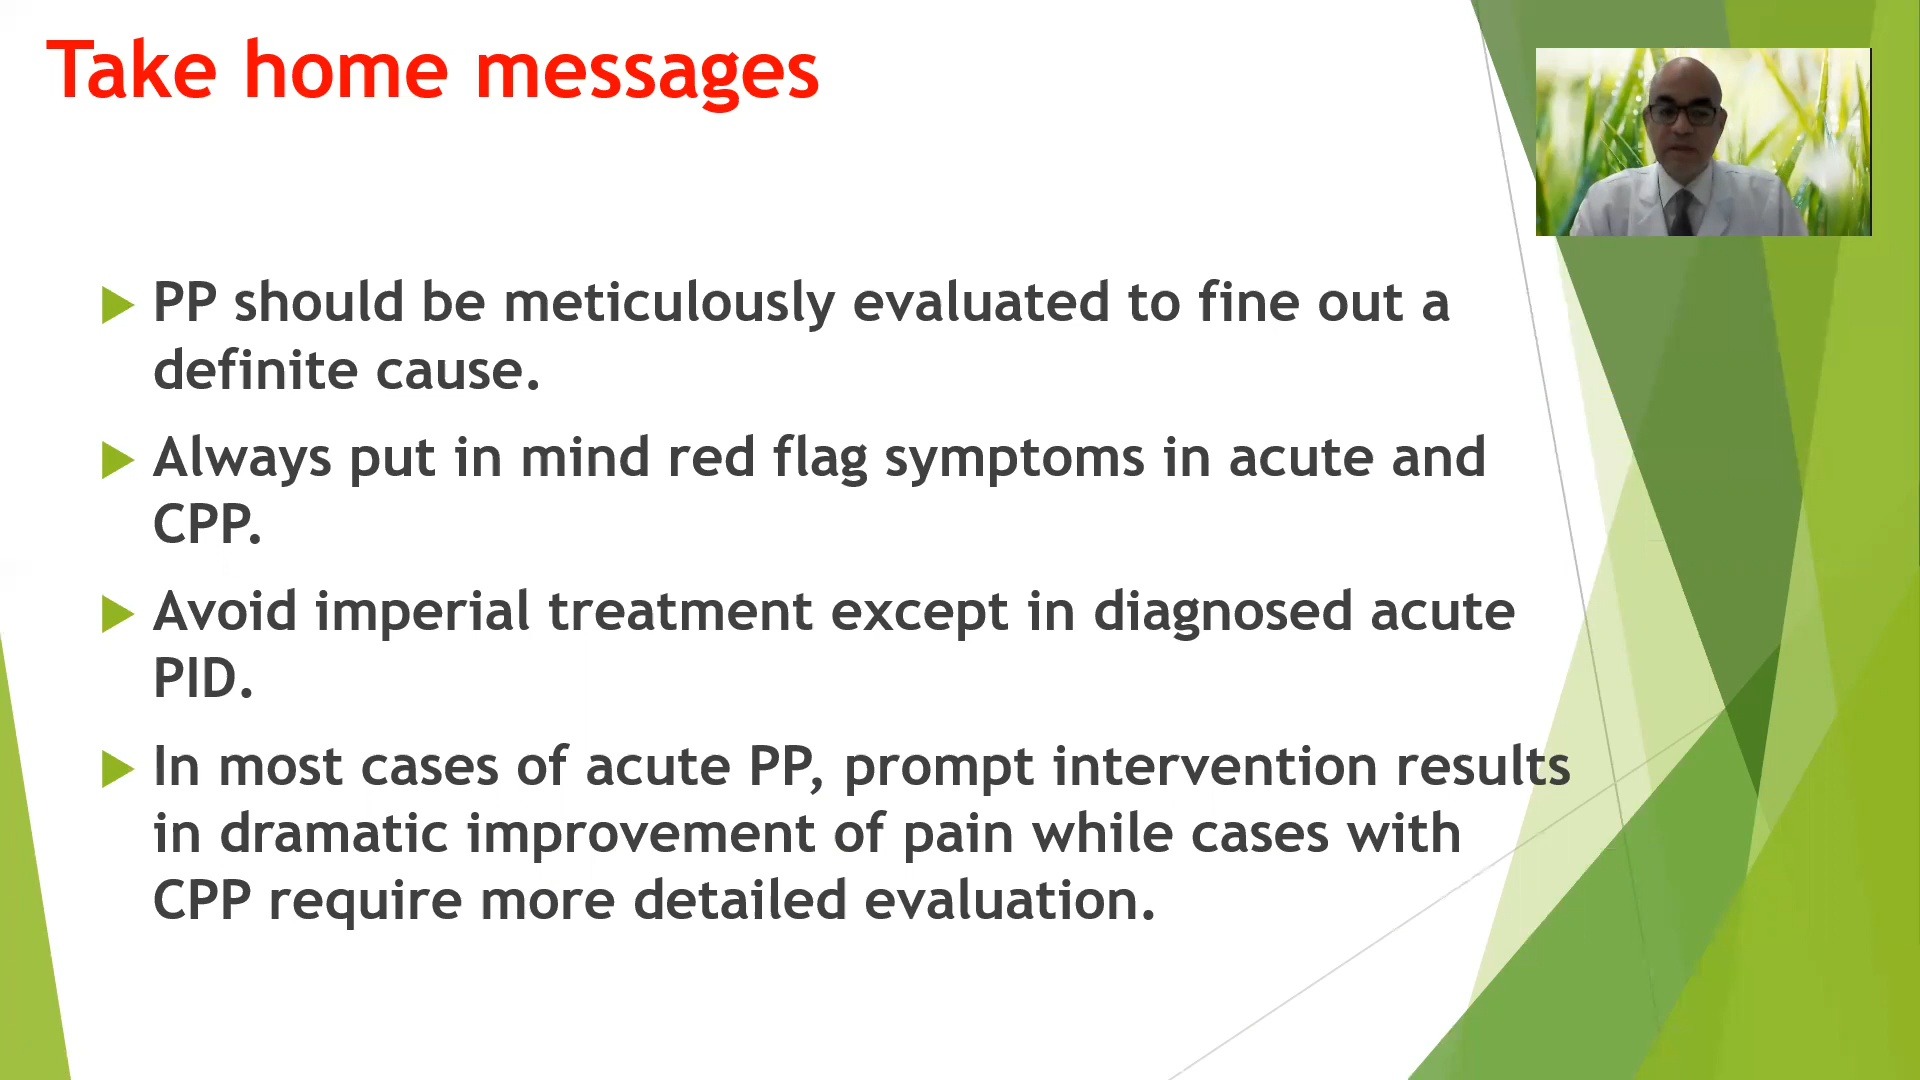 Take home messages
PP should be meticulously evaluated to fine out a
definite cause.
Always put in mind red flag symptoms in acute and
CPP.
Avoid imperial treatment except in diagnosed acute
PID.
In most cases of acute PP, prompt intervention results
in dramatic improvement of pain while cases with
CPP require more detailed evaluation.